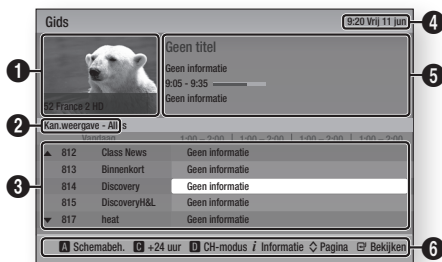 Gids
9:20 Vrij 11 jun
4
1
52 France 2 HD
Geen titel
Geen informatie
9:05 - 9:35
Geen informatie
5
2
Kan.weergave - All s
Vandaag 1:00 – 2:00 1:00 – 2:00 1:00 – 2:00 1:00 – 2:00
3
▲ 812 Class News Geen informatie
813 Binnenkort Geen informatie
814 Discovery Geen informatie
815 DiscoveryH&L Geen informatie
▼ 817 heat Geen informatie
A Schemabeh. C +24 uur D CH-modus i Informatie Pagina Bekijken
6